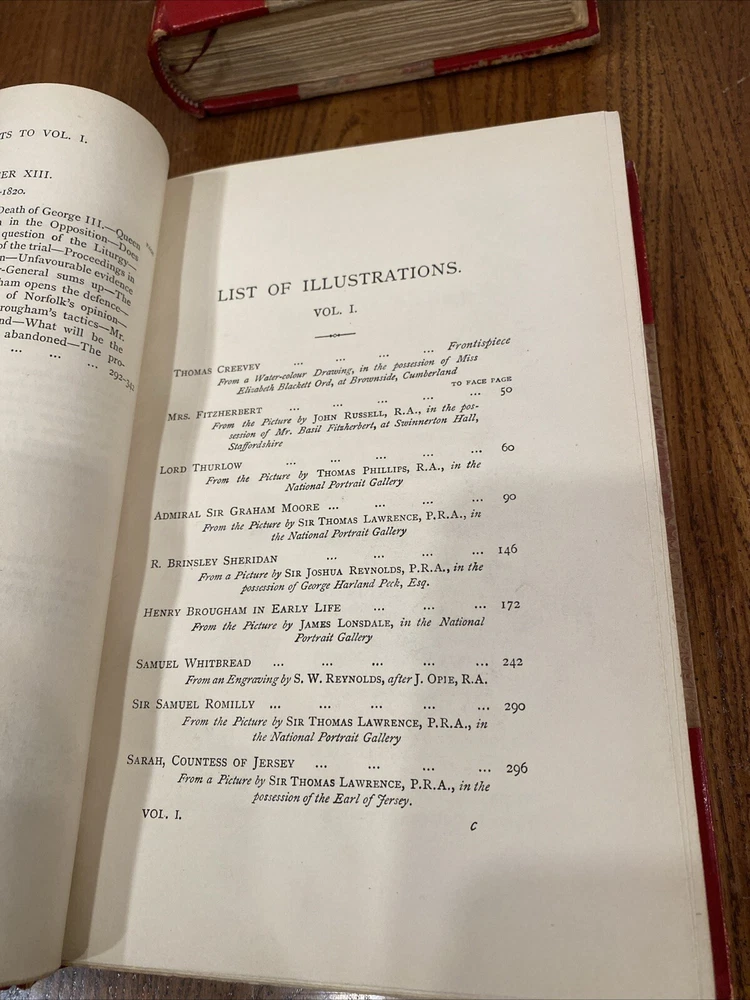 TS TO VOL. I.
ER XIII.
-1820.
Death of George III.—Queen
n in the Opposition—Does
question of the Liturgy—
of the trial—Proceedings in
n—Unfavourable evidence
y-General sums up—The
ham opens the defence—
of Norfolk's opinion—
rougham's tactics—Mr.
nd—What will be the
abandoned—The pro-
... ... ... 292-342
LIST OF ILLUSTRATIONS.
VOL. I.
THOMAS CREEVEY ... ... ... ... Frontispiece
From a Water-colour Drawing, in the possession of Miss
Elizabeth Blackett Ord, at Brownside, Cumberland
TO FACE PAGE
MRS. FITZHERBERT ... ... ... ... ... 50
From the Picture by JOHN RUSSELL, R.A., in the pos-
session of Mr. Basil Fitzherbert, at Swinnerton Hall,
Staffordshire
LORD THURLOW ... ... ... ... ... 60
From the Picture by THOMAS PHILLIPS, R.A., in the
National Portrait Gallery
ADMIRAL SIR GRAHAM MOORE ... ... ... ... 90
From the Picture by SIR THOMAS LAWRENCE, P.R.A., in
the National Portrait Gallery
R. BRINSLEY SHERIDAN ... ... ... ... 146
From a Picture by SIR JOSHUA REYNOLDS, P.R.A., in the
possession of George Harland Peck, Esq.
HENRY BROUGHAM IN EARLY LIFE ... ... ... 172
From the Picture by JAMES LONSDALE, in the National
Portrait Gallery
SAMUEL WHITBREAD ... ... ... ... ... 242
From an Engraving by S. W. REYNOLDS, after J. OPIE, R.A.
SIR SAMUEL ROMILLY ... ... ... ... ... 290
From the Picture by SIR THOMAS LAWRENCE, P.R.A., in
the National Portrait Gallery
SARAH, COUNTESS OF JERSEY ... ... ... ... 296
From a Picture by SIR THOMAS LAWRENCE, P.R.A., in the
possession of the Earl of Jersey.
VOL. I. c